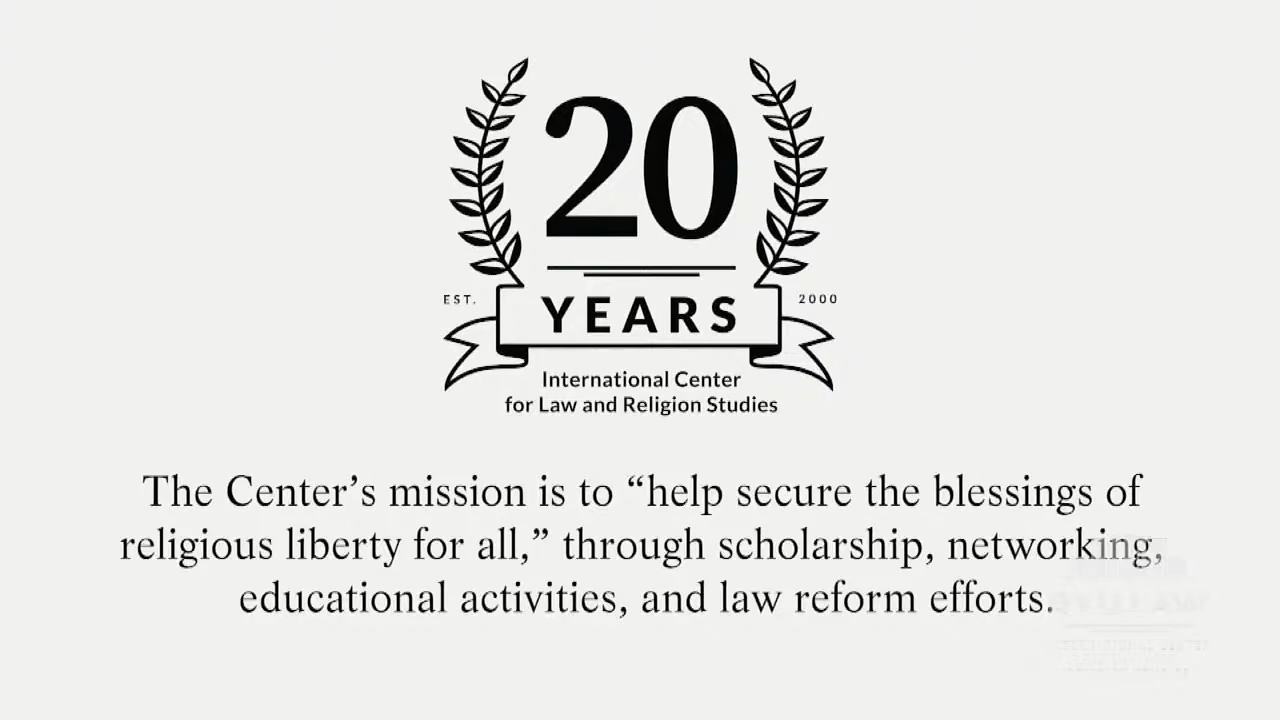 20
YEARS
EST. 2000
International Center
for Law and Religion Studies
The Center’s mission is to “help secure the blessings of
religious liberty for all,” through scholarship, networking,
educational activities, and law reform efforts.